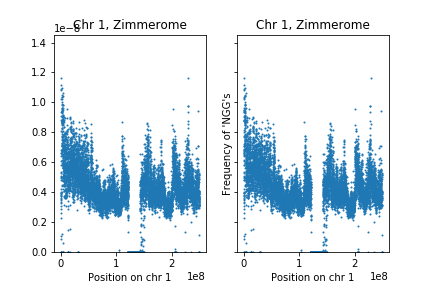 Chr 1, Zimmerome
1e−8
1.4
1.2
1.0
0.8
0.6
0.4
0.2
0.0
0
1
2
1e8
Position on chr 1
Chr 1, Zimmerome
Frequency of 'NGG's
0
1
2
1e8
Position on chr 1